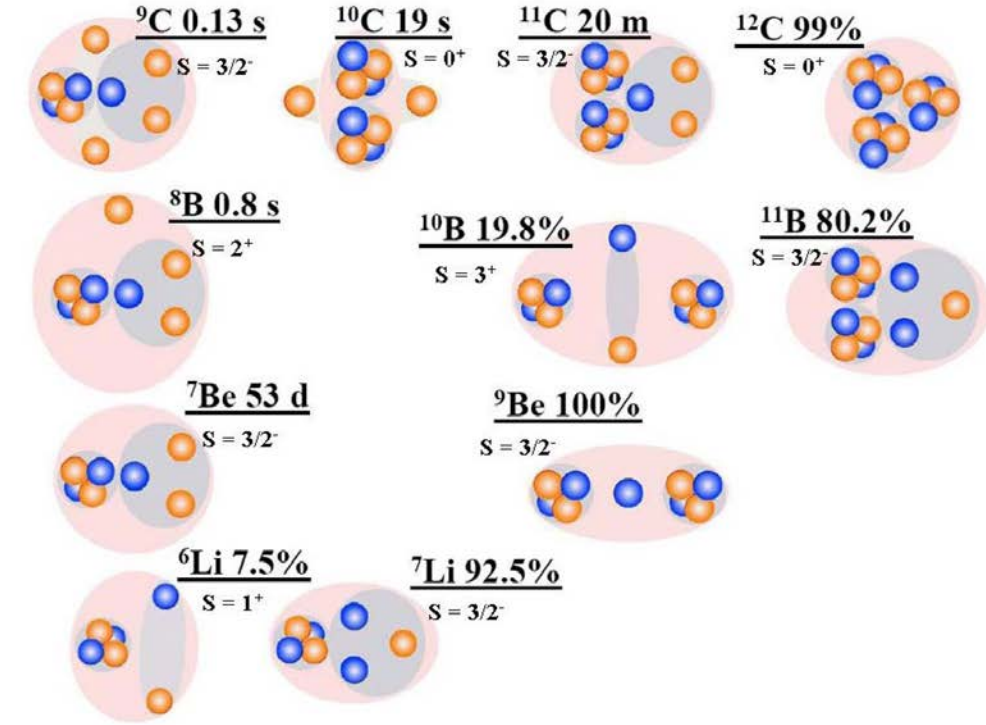 ⁹C 0.13 s
S = 3/2⁻
¹⁰C 19 s
S = 0⁺
¹¹C 20 m
S = 3/2⁻
¹²C 99%
S = 0⁺
⁸B 0.8 s
S = 2⁺
¹⁰B 19.8%
S = 3⁺
¹¹B 80.2%
S = 3/2⁻
⁷Be 53 d
S = 3/2⁻
⁹Be 100%
S = 3/2⁻
⁶Li 7.5%
S = 1⁺
⁷Li 92.5%
S = 3/2⁻